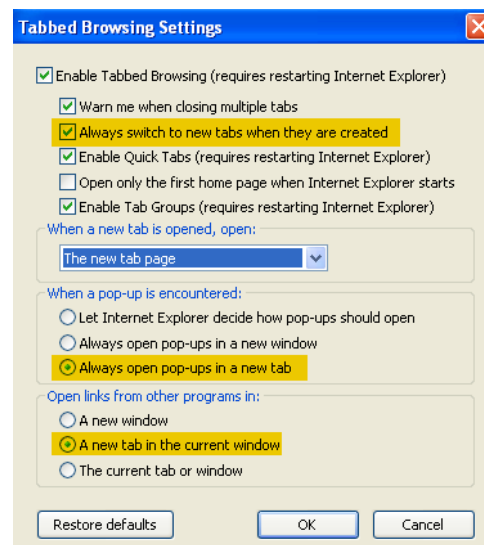 Tabbed Browsing Settings
Enable Tabbed Browsing (requires restarting Internet Explorer)
Warn me when closing multiple tabs
Always switch to new tabs when they are created
Enable Quick Tabs (requires restarting Internet Explorer)
Open only the first home page when Internet Explorer starts
Enable Tab Groups (requires restarting Internet Explorer)
When a new tab is opened, open:
The new tab page
When a pop-up is encountered:
Let Internet Explorer decide how pop-ups should open
Always open pop-ups in a new window
Always open pop-ups in a new tab
Open links from other programs in:
A new window
A new tab in the current window
The current tab or window
Restore defaults OK Cancel